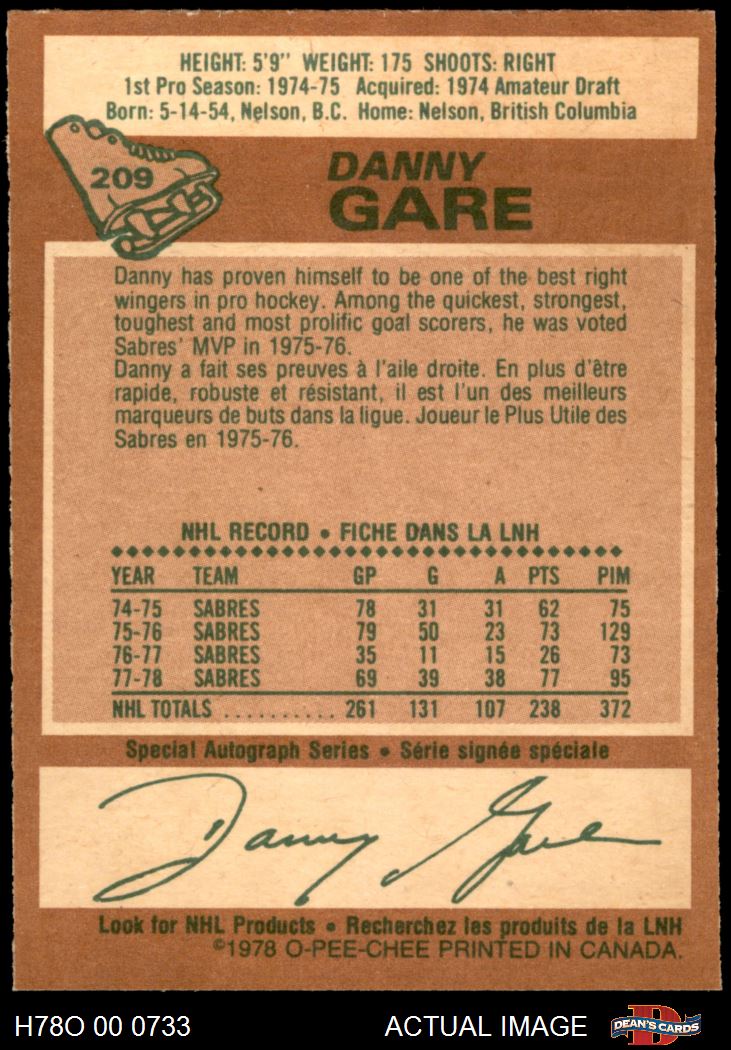 HEIGHT: 5'9" WEIGHT: 175 SHOOTS: RIGHT
1st Pro Season: 1974-75 Acquired: 1974 Amateur Draft
Born: 5-14-54, Nelson, B.C. Home: Nelson, British Columbia
209
DANNY
GARE
Danny has proven himself to be one of the best right
wingers in pro hockey. Among the quickest, strongest,
toughest and most prolific goal scorers, he was voted
Sabres' MVP in 1975-76.
Danny a fait ses preuves à l'aile droite. En plus d'être
rapide, robuste et résistant, il est l'un des meilleurs
marqueurs de buts dans la ligue. Joueur le Plus Utile des
Sabres en 1975-76.
NHL RECORD • FICHE DANS LA LNH
YEAR TEAM GP G A PTS PIM
74-75 SABRES 78 31 31 62 75
75-76 SABRES 79 50 23 73 129
76-77 SABRES 35 11 15 26 73
77-78 SABRES 69 39 38 77 95
NHL TOTALS .......... 261 131 107 238 372
Special Autograph Series • Série signée spéciale
Danny Gare
Look for NHL Products • Recherchez les produits de la LNH
©1978 O-PEE-CHEE PRINTED IN CANADA.
H78O 00 0733 ACTUAL IMAGE DEAN'S CARDS